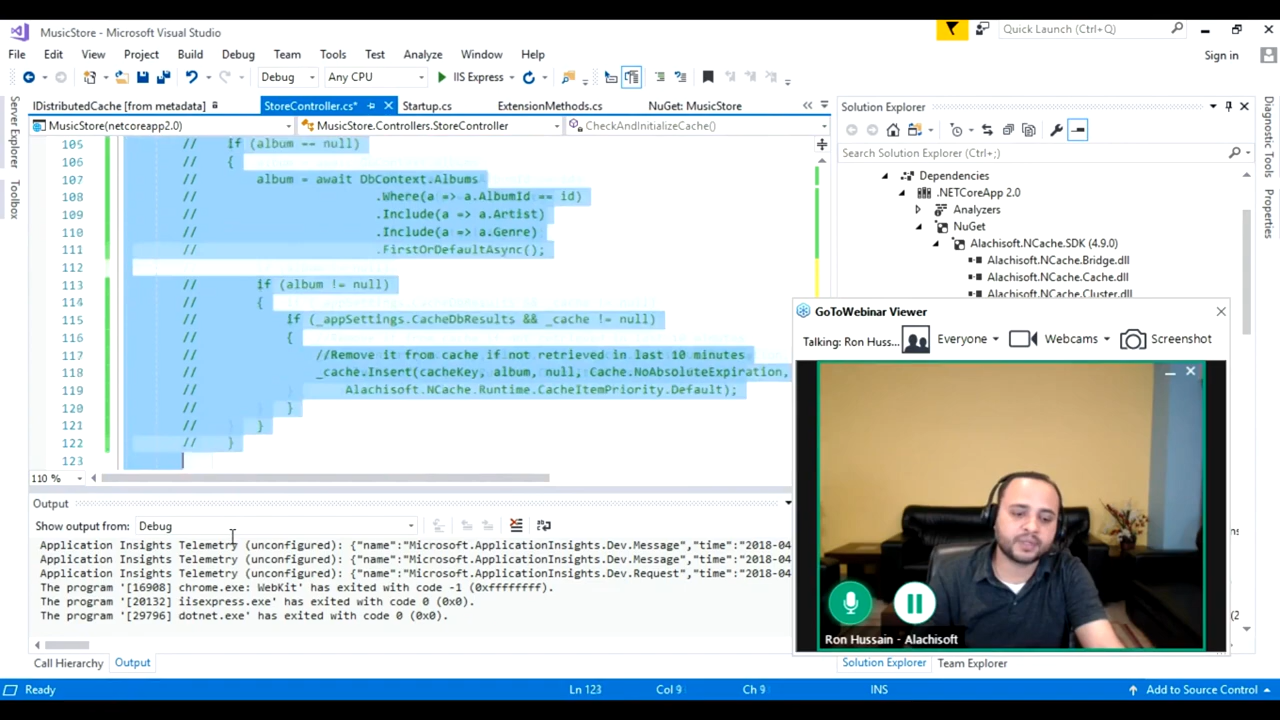 MusicStore - Microsoft Visual Studio
Quick Launch (Ctrl+Q)
File Edit View Project Build Debug Team Tools Test Analyze Window Help
Sign in
Debug Any CPU IIS Express
Server Explorer
Toolbox
IDistributedCache [from metadata] StoreController.cs* Startup.cs ExtensionMethods.cs NuGet: MusicStore
MusicStore(netcoreapp2.0) MusicStore.Controllers.StoreController CheckAndInitializeCache()
105 // if (album == null)
106 // {
107 // album = await DbContext.Albums
108 // .Where(a => a.AlbumId == id)
109 // .Include(a => a.Artist)
110 // .Include(a => a.Genre)
111 // .FirstOrDefaultAsync();
112
113 // if (album != null)
114 // {
115 // if (_appSettings.CacheDbResults && _cache != null)
116 // {
117 // //Remove it from cache if not retrieved in last 10 minutes
118 // _cache.Insert(cacheKey, album, null, Cache.NoAbsoluteExpiration,
119 // Alachisoft.NCache.Runtime.CacheItemPriority.Default);
120 // }
121 // }
122 // }
123
110 %
Output
Show output from: Debug
Application Insights Telemetry (unconfigured): {"name":"Microsoft.ApplicationInsights.Dev.Message","time":"2018-04
Application Insights Telemetry (unconfigured): {"name":"Microsoft.ApplicationInsights.Dev.Message","time":"2018-04
Application Insights Telemetry (unconfigured): {"name":"Microsoft.ApplicationInsights.Dev.Request","time":"2018-04
The program '[16908] chrome.exe: WebKit' has exited with code -1 (0xffffffff).
The program '[20132] iisexpress.exe' has exited with code 0 (0x0).
The program '[29796] dotnet.exe' has exited with code 0 (0x0).
Call Hierarchy Output
Solution Explorer
Search Solution Explorer (Ctrl+;)
Dependencies
.NETCoreApp 2.0
Analyzers
NuGet
Alachisoft.NCache.SDK (4.9.0)
Alachisoft.NCache.Bridge.dll
Alachisoft.NCache.Cache.dll
Alachisoft.NCache.Cluster.dll
Diagnostic Tools
Properties
GoToWebinar Viewer
Talking: Ron Huss... Everyone Webcams Screenshot
Ron Hussain - Alachisoft
Solution Explorer Team Explorer
Ready Ln 123 Col 9 Ch 9 INS Add to Source Control